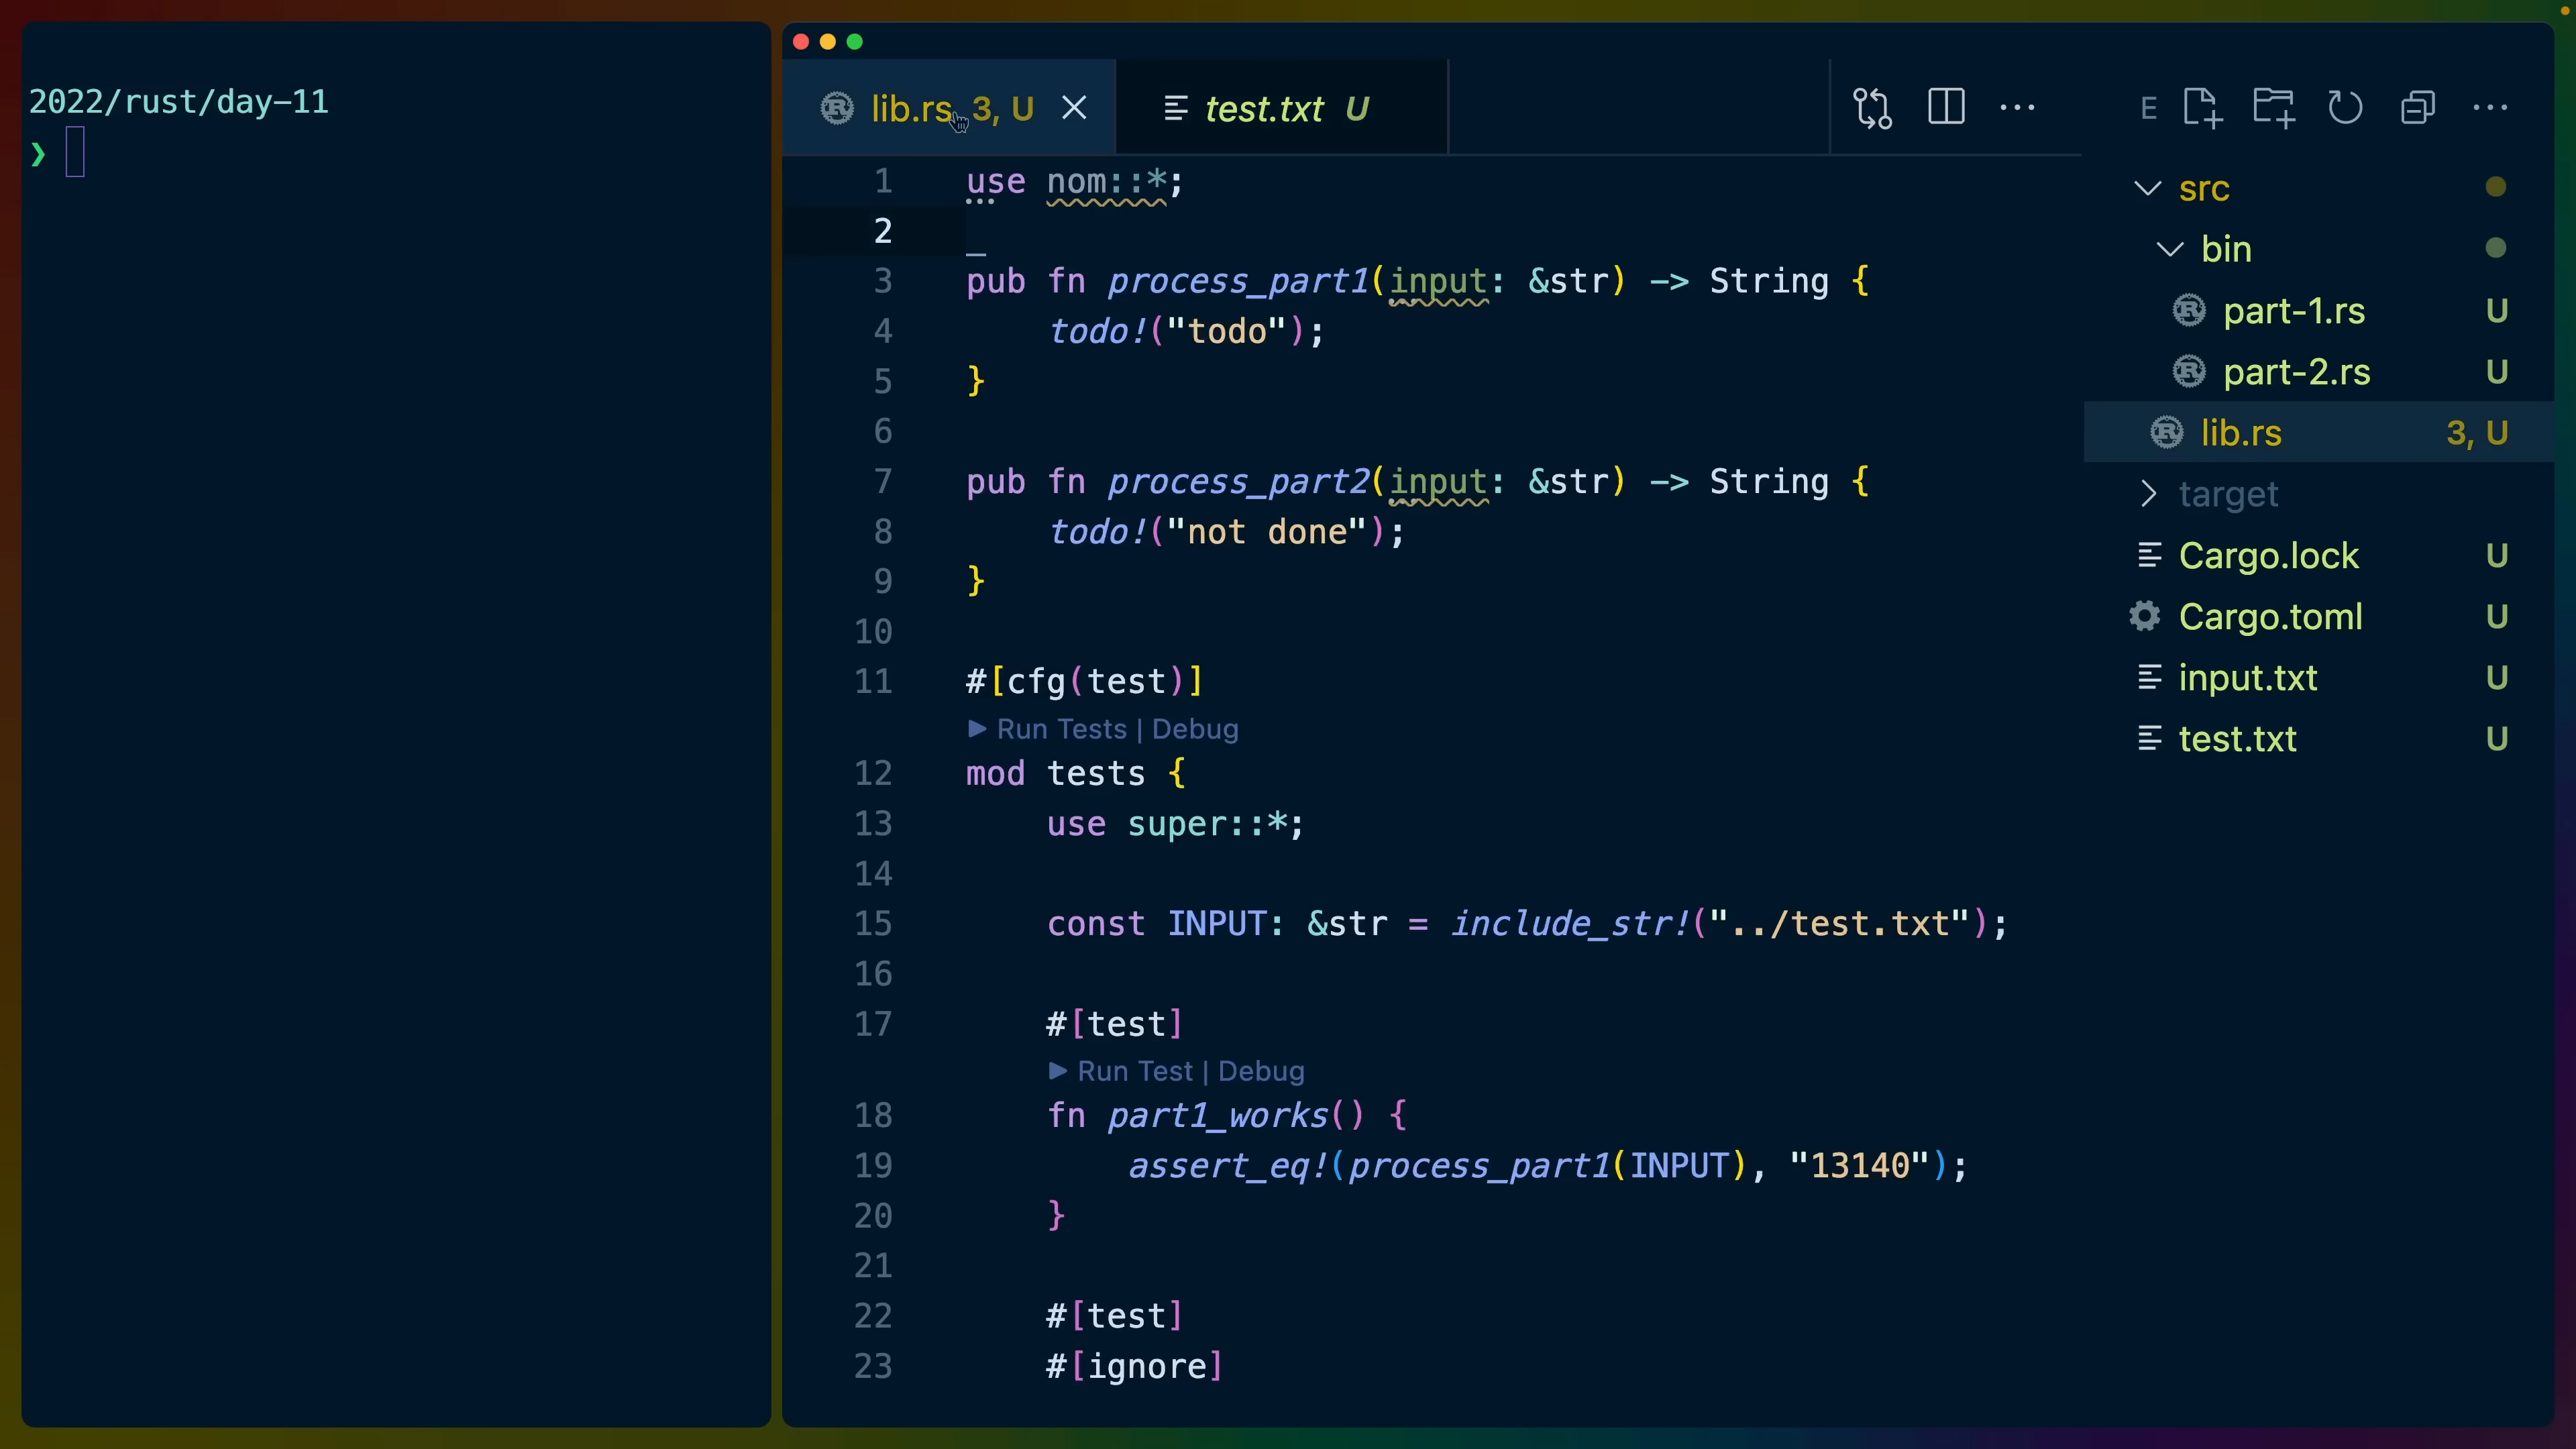 2022/rust/day-11
❯
lib.rs 3, U
test.txt U
1 use nom::*;
2
3 pub fn process_part1(input: &str) -> String {
4 todo!("todo");
5 }
6
7 pub fn process_part2(input: &str) -> String {
8 todo!("not done");
9 }
10
11 #[cfg(test)]
▶ Run Tests | Debug
12 mod tests {
13 use super::*;
14
15 const INPUT: &str = include_str!("../test.txt");
16
17 #[test]
▶ Run Test | Debug
18 fn part1_works() {
19 assert_eq!(process_part1(INPUT), "13140");
20 }
21
22 #[test]
23 #[ignore]
E
src
bin
part-1.rs U
part-2.rs U
lib.rs 3, U
target
Cargo.lock U
Cargo.toml U
input.txt U
test.txt U